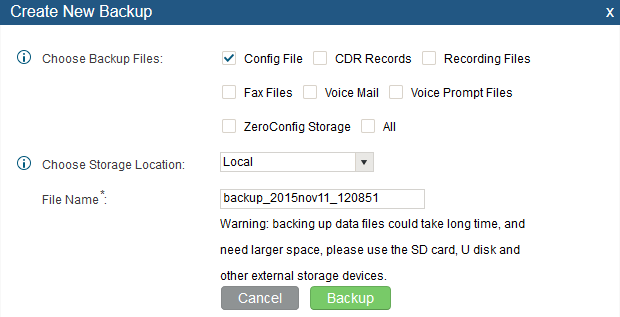 Create New Backup X
Choose Backup Files: Config File CDR Records Recording Files
Fax Files Voice Mail Voice Prompt Files
ZeroConfig Storage All
Choose Storage Location: Local
File Name*: backup_2015nov11_120851
Warning: backing up data files could take long time, and
need larger space, please use the SD card, U disk and
other external storage devices.
Cancel Backup